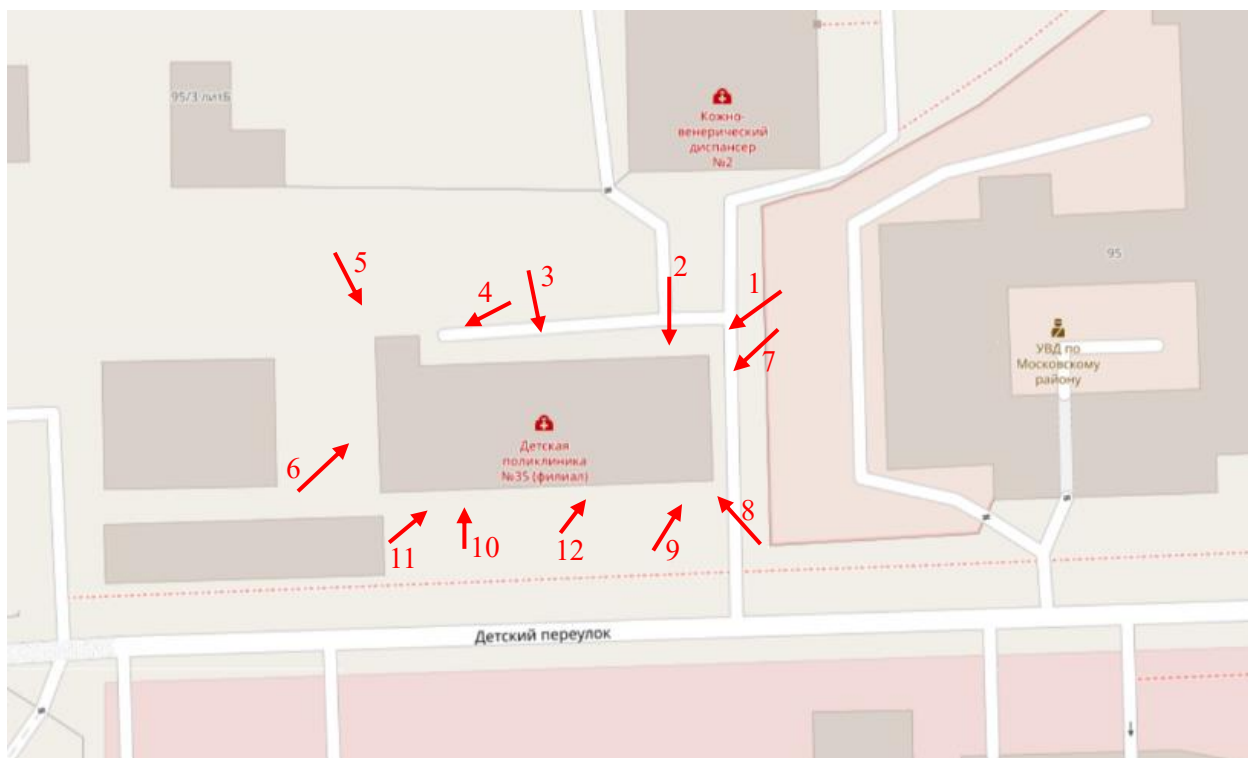 95/3 литБ
Кожно-
венерический
диспансер
№2
95
5
4
3
2
1
УВД по
Московскому
району
7
Детская
поликлиника
№35 (филиал)
6
8
11
10
12
9
Детский переулок